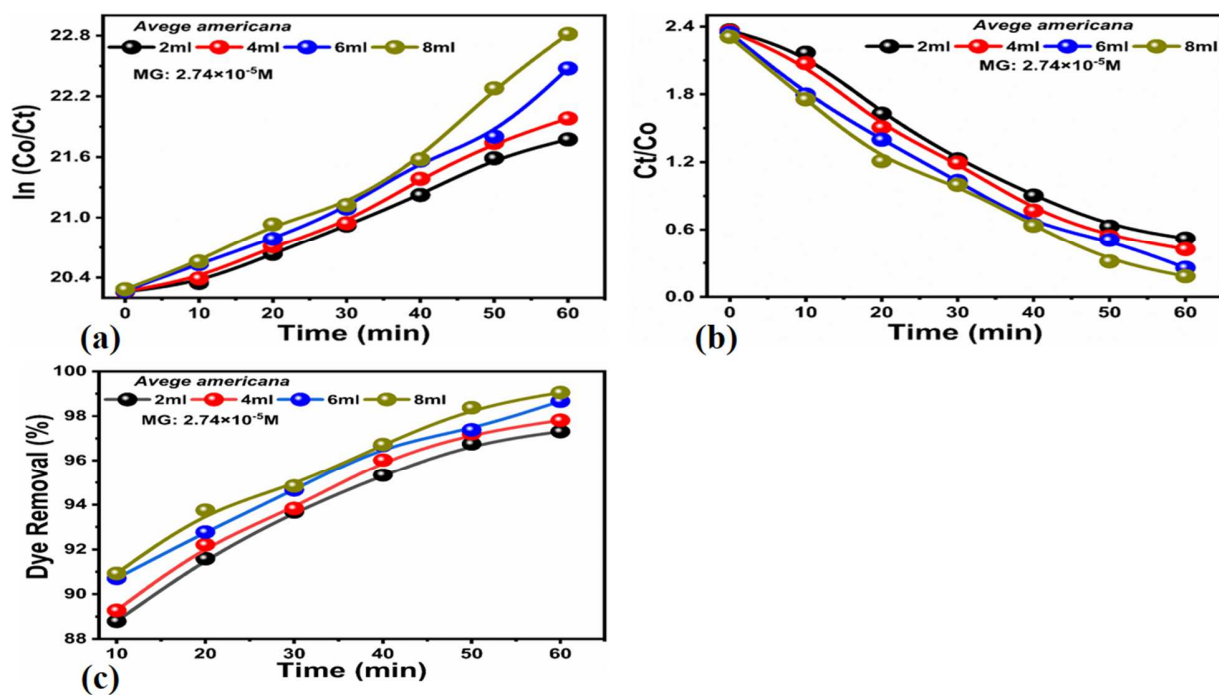 Avege americana
2ml 4ml 6ml 8ml
MG: 2.74×10⁻⁵M
ln (Co/Ct)
22.8
22.2
21.6
21.0
20.4
0 10 20 30 40 50 60
Time (min)
(a)
Avege americana
2ml 4ml 6ml 8ml
MG: 2.74×10⁻⁵M
Ct/Co
2.4
1.8
1.2
0.6
0.0
0 10 20 30 40 50 60
Time (min)
(b)
Avege americana
2ml 4ml 6ml 8ml
MG: 2.74×10⁻⁵M
Dye Removal (%)
100
98
96
94
92
90
88
10 20 30 40 50 60
Time (min)
(c)